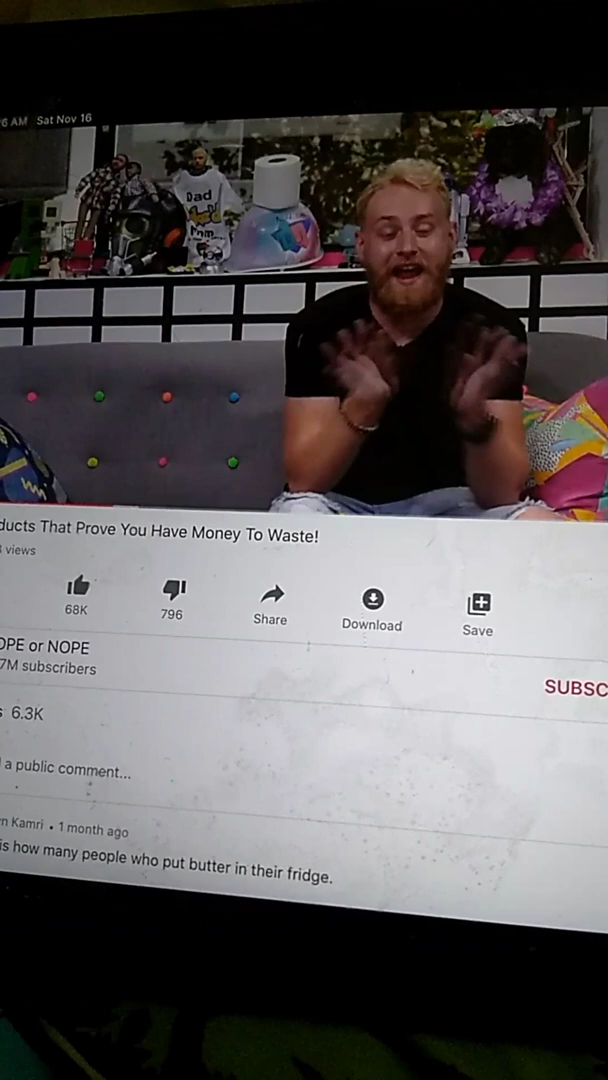 6 AM Sat Nov 16
Dad
ducts That Prove You Have Money To Waste!
views
68K
796
Share
Download
Save
OPE or NOPE
7M subscribers
SUBSC
6.3K
a public comment...
n Kamri • 1 month ago
is how many people who put butter in their fridge.